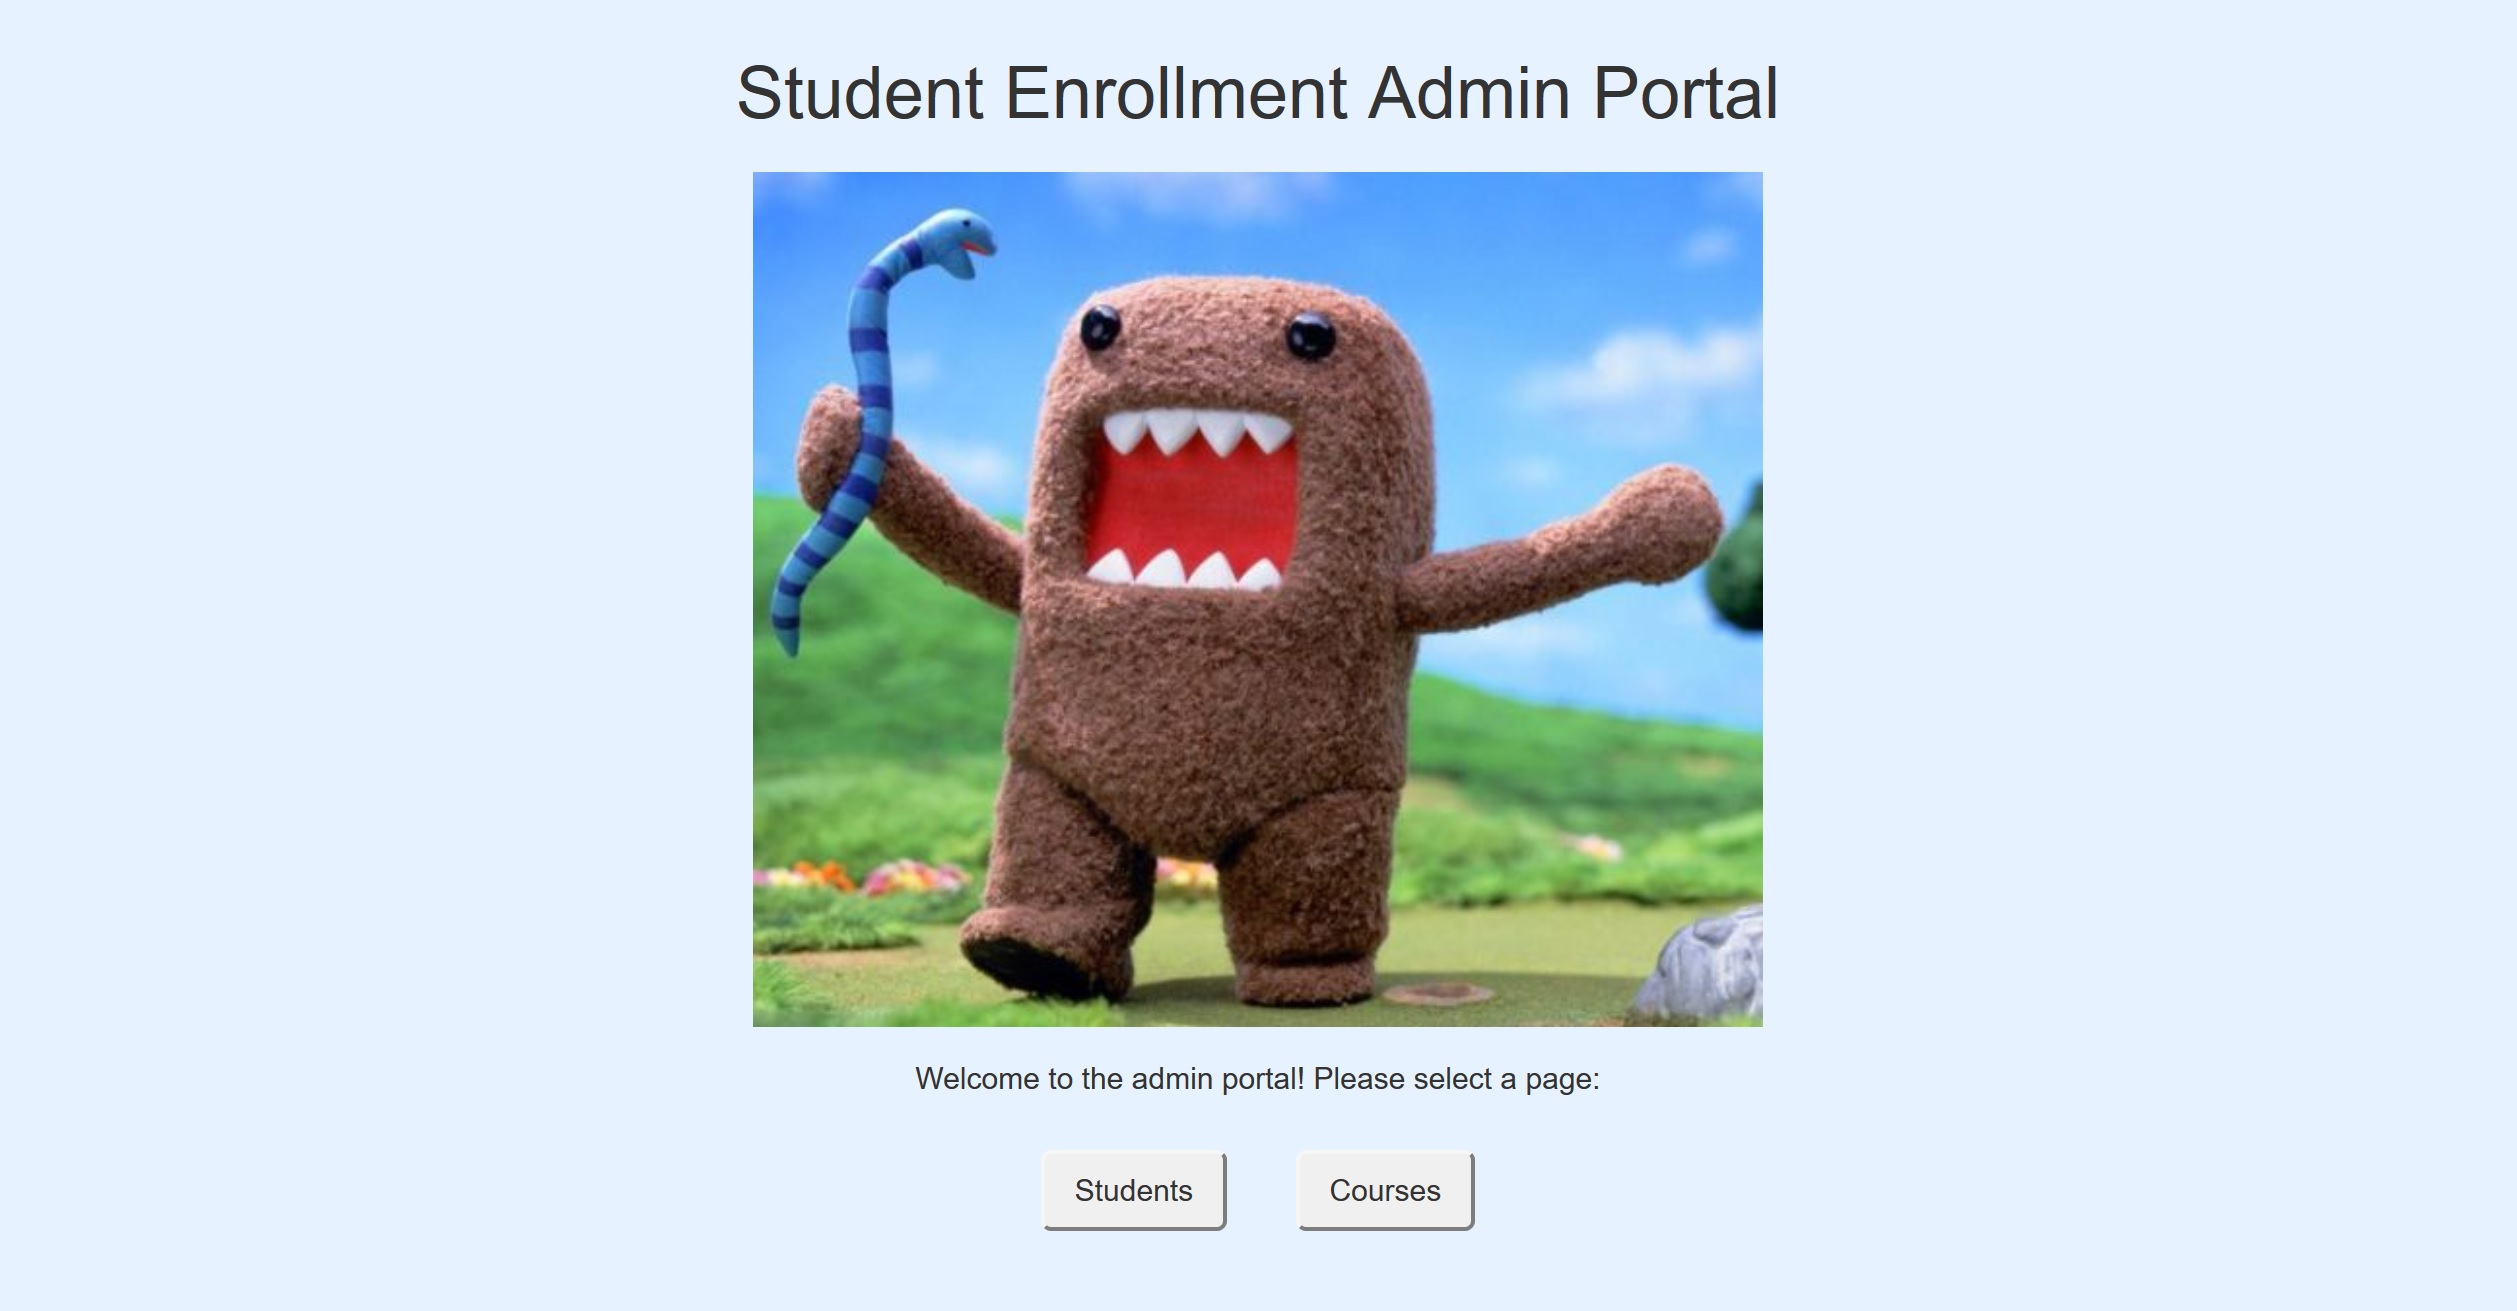 Student Enrollment Admin Portal
Welcome to the admin portal! Please select a page:
Students
Courses